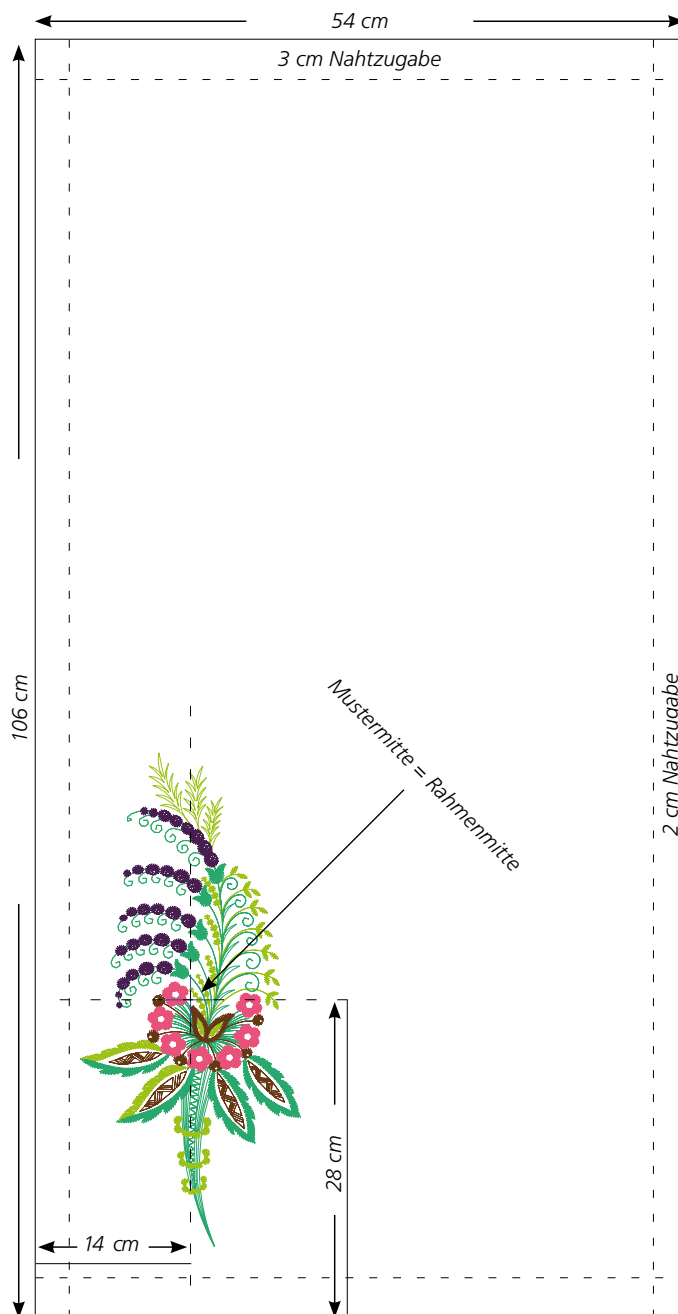 54 cm
3 cm Nahtzugabe
106 cm
Mustermitte = Rahmenmitte
2 cm Nahtzugabe
28 cm
14 cm